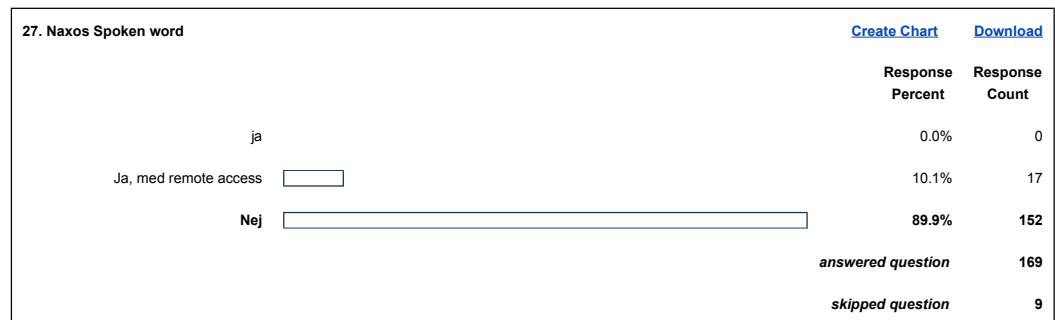 27. Naxos Spoken word Create Chart Download
Response Percent Response Count
ja 0.0% 0
Ja, med remote access 10.1% 17
Nej 89.9% 152
answered question 169
skipped question 9